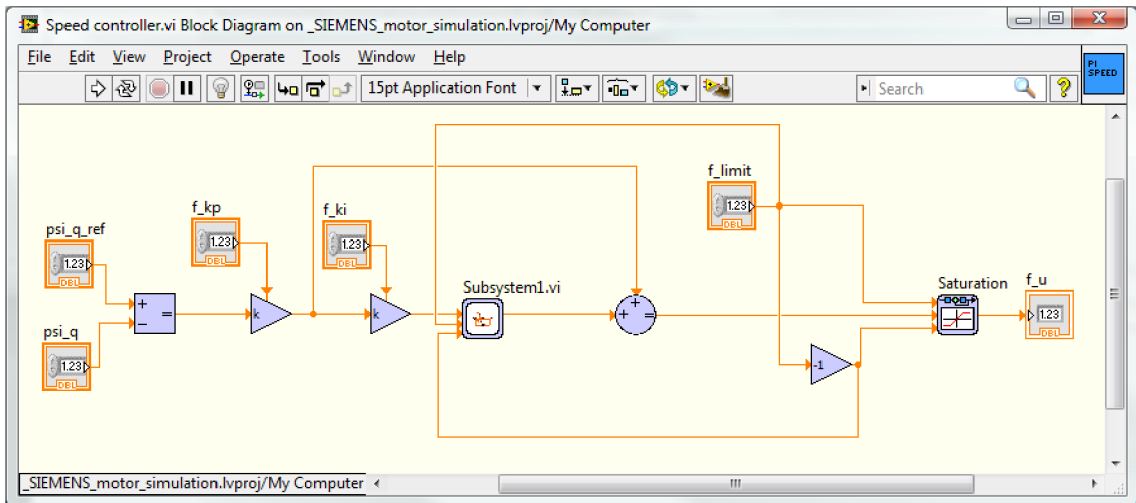 Speed controller.vi Block Diagram on _SIEMENS_motor_simulation.lvproj/My Computer
File Edit View Project Operate Tools Window Help
PI
SPEED
15pt Application Font
Search
?
f_limit
1.23
DBL
f_kp
1.23
DBL
f_ki
1.23
DBL
psi_q_ref
1.23
DBL
Subsystem1.vi
Saturation
f_u
1.23
DBL
+
−
=
k
k
+
+
=
psi_q
1.23
DBL
-1
_SIEMENS_motor_simulation.lvproj/My Computer